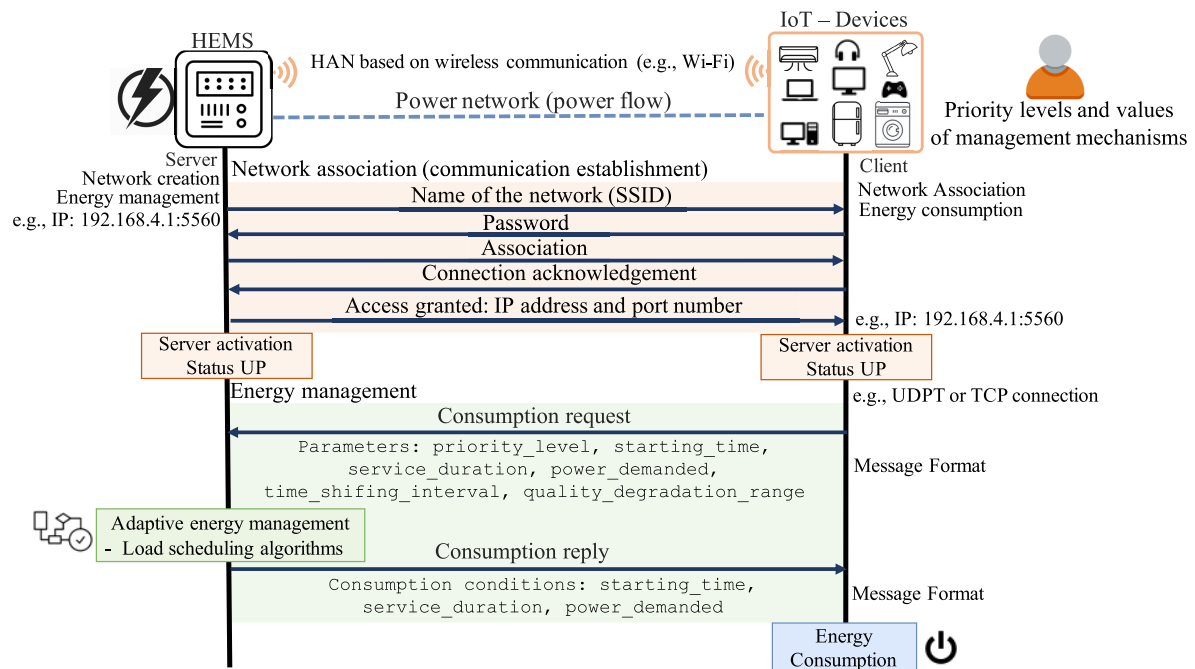 IoT – Devices
HEMS
HAN based on wireless communication (e.g., Wi-Fi)
Power network (power flow)
Priority levels and values
of management mechanisms
Server
Network creation
Energy management
e.g., IP: 192.168.4.1:5560
Network association (communication establishment)
Client
Network Association
Energy consumption
Name of the network (SSID)
Password
Association
Connection acknowledgement
Access granted: IP address and port number
e.g., IP: 192.168.4.1:5560
Server activation
Status UP
Server activation
Status UP
Energy management
e.g., UDPT or TCP connection
Consumption request
Parameters: priority_level, starting_time,
service_duration, power_demanded,
time_shifing_interval, quality_degradation_range
Message Format
Adaptive energy management
- Load scheduling algorithms
Consumption reply
Consumption conditions: starting_time,
service_duration, power_demanded
Message Format
Energy
Consumption